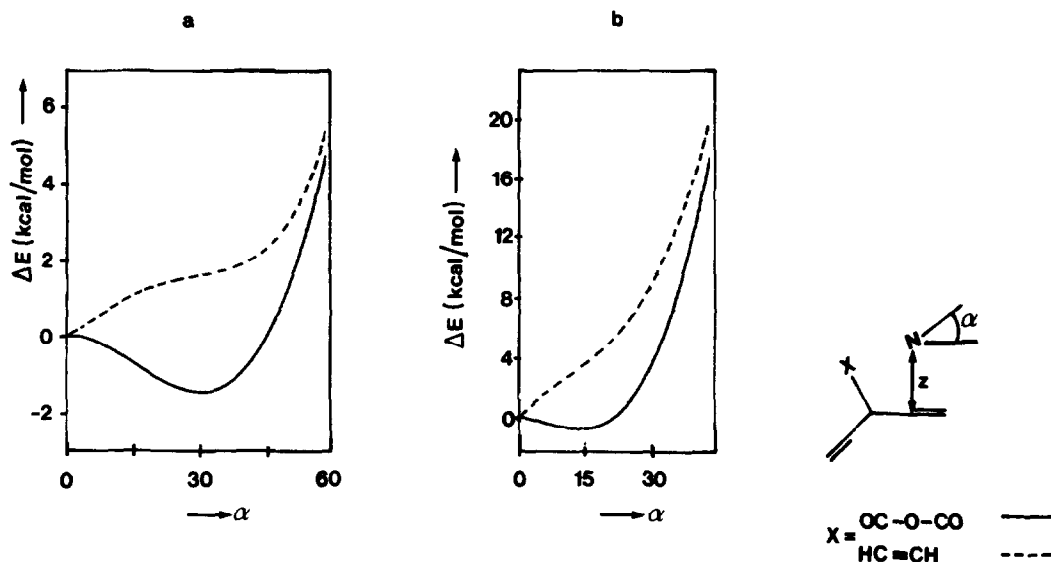 a
b
ΔE (kcal/mol) →
6
4
2
0
-2
0
30
60
→ α
ΔE (kcal/mol) →
20
16
12
8
4
0
0
15
30
→ α
N
α
z
X
X = OC-O-CO
HC=CH